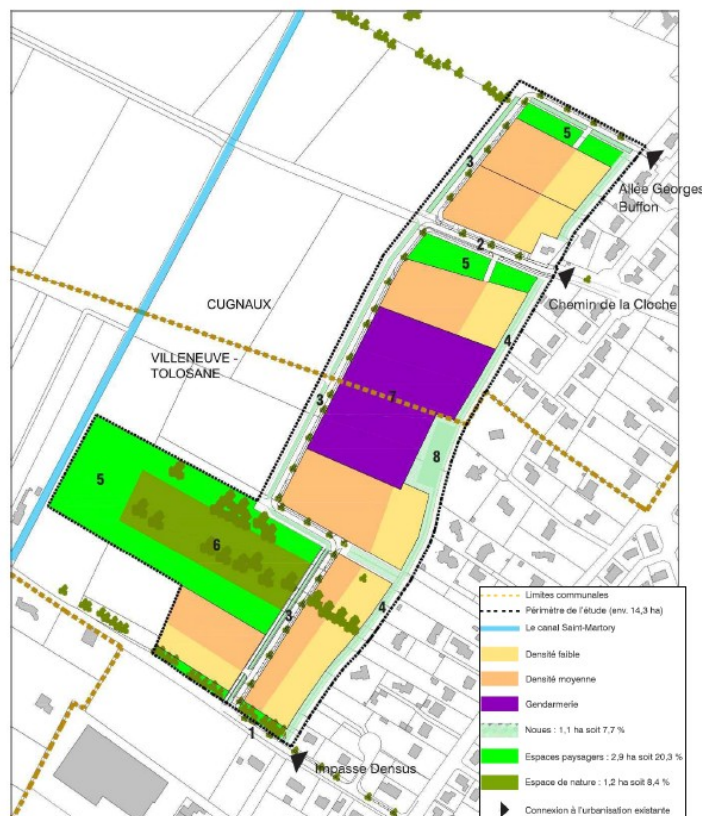 5
3
Allée Georges
Buffon
2
5
Chemin de la Cloche
CUGNAUX
4
VILLENEUVE -
TOLOSANE
7
3
8
5
6
3
4
1
Impasse Densus
Limites communales
Périmètre de l'étude (env. 14,3 ha)
Le canal Saint-Martory
Densité faible
Densité moyenne
Gendarmerie
Noues : 1,1 ha soit 7,7 %
Espaces paysagers : 2,9 ha soit 20,3 %
Espace de nature : 1,2 ha soit 8,4 %
Connexion à l'urbanisation existante